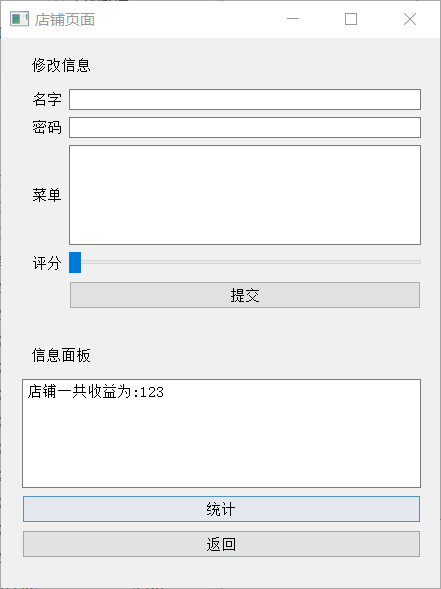 店铺页面
修改信息
名字
密码
菜单
评分
提交
信息面板
店铺一共收益为:123
统计
返回